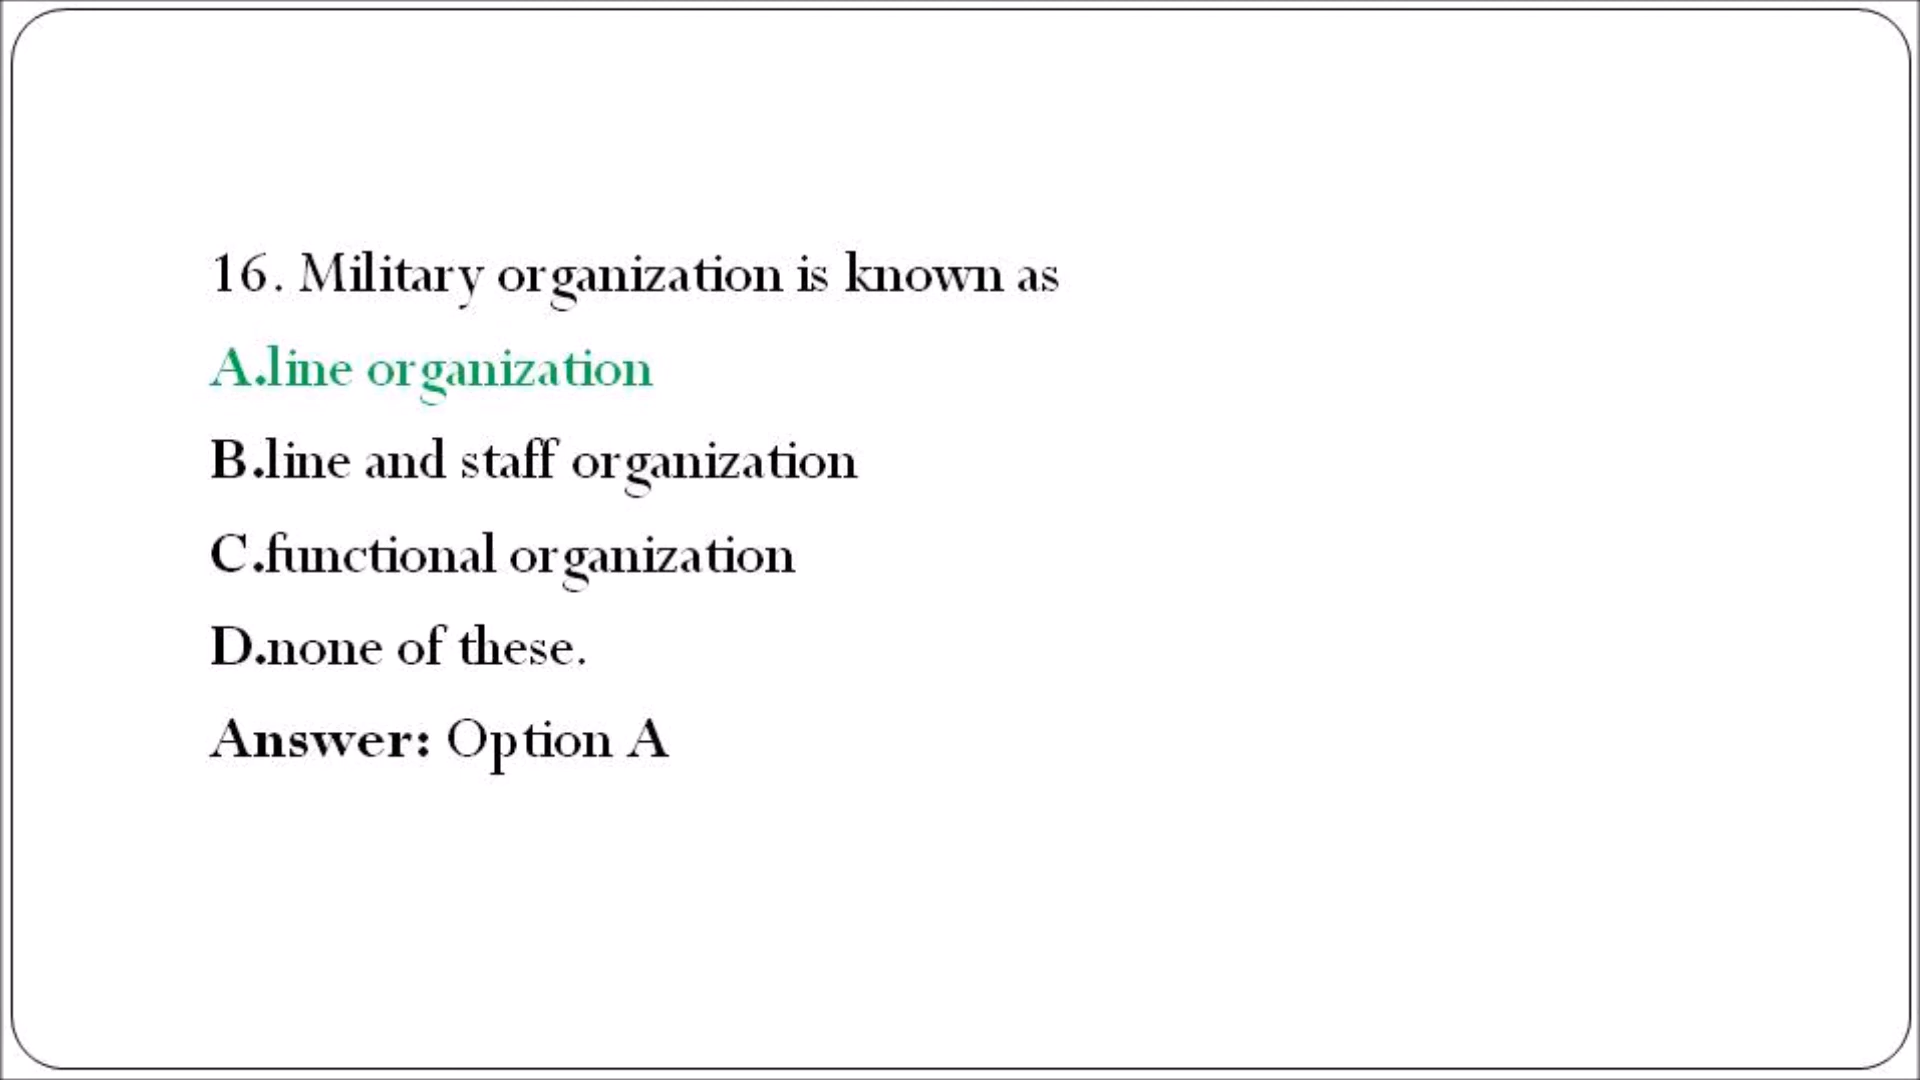 16. Military organization is known as
A.line organization
B.line and staff organization
C.functional organization
D.none of these.
Answer: Option A